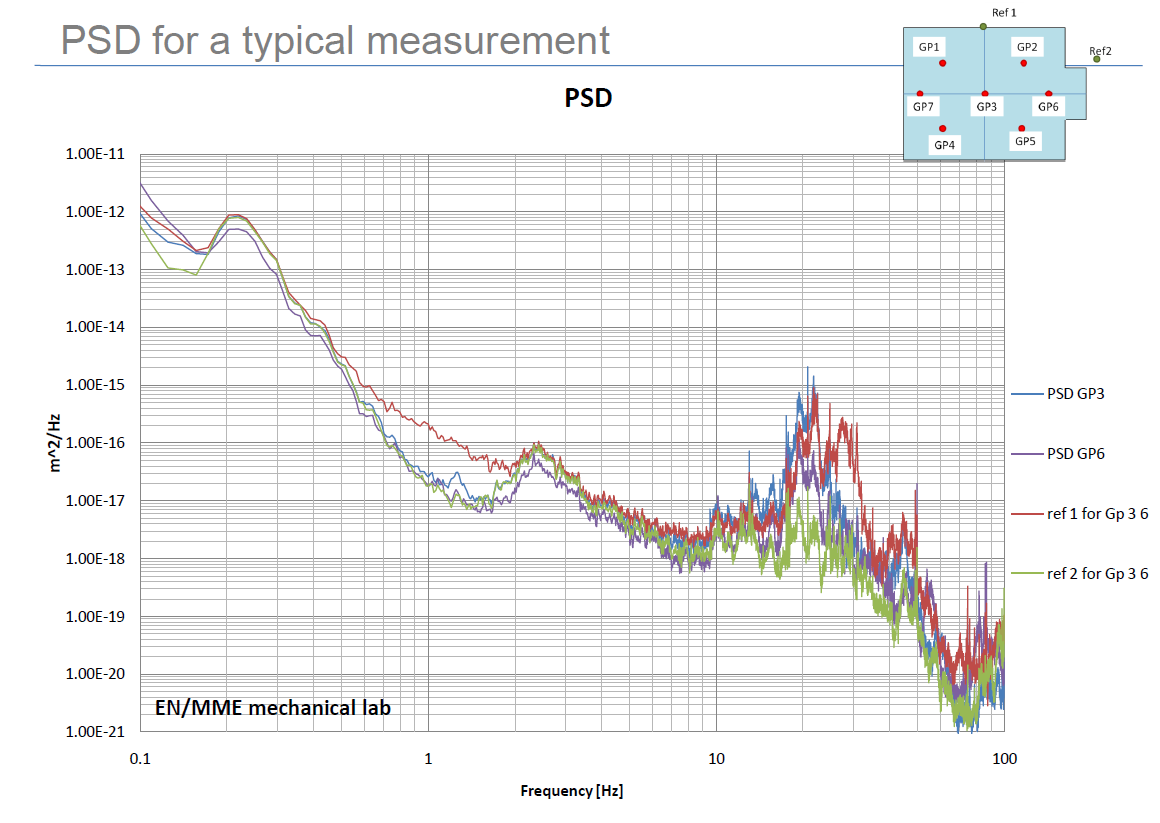 PSD for a typical measurement
Ref 1
GP1
GP2
Ref2
GP7
GP3
GP6
GP4
GP5
PSD
1.00E-11
1.00E-12
1.00E-13
1.00E-14
1.00E-15
1.00E-16
1.00E-17
1.00E-18
1.00E-19
1.00E-20
1.00E-21
m^2/Hz
PSD GP3
PSD GP6
ref 1 for Gp 3 6
ref 2 for Gp 3 6
EN/MME mechanical lab
0.1
1
10
100
Frequency [Hz]